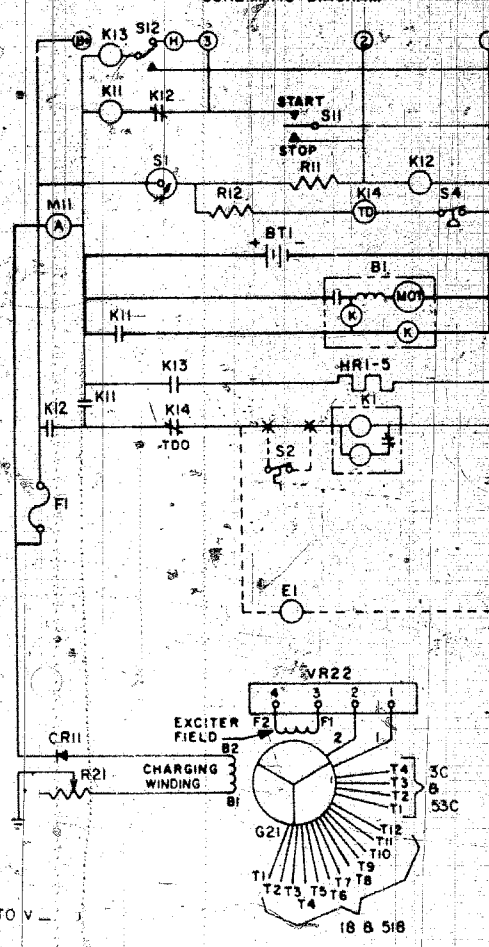 SCHEMATIC DIAGRAM
B+ K13 S12 H 3 2
K11 K12 START
S11
STOP
S1 R11 K12
R12 K14 S4
TD
M11
A
BT1
+ -
B1
MOT
K11 K K
K13 HR1-5
K11 K1
K12 K14
TDO
S2
F1
E1
VR22
4 3 2 1
EXCITER FIELD F2 F1 2 1
CR11 B2
R21 CHARGING WINDING
B1
T4 3C
T3 &
T2 53C
T1
G21
T12
T11
T10
T9
T8
T7
T6
T5
T4
T3
T2
T1
18 & 518
TO V